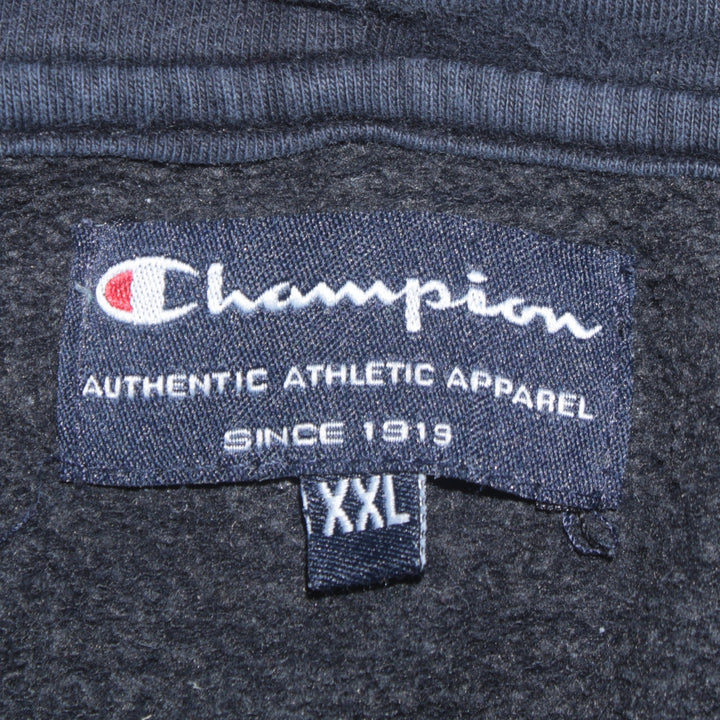 Champion
AUTHENTIC ATHLETIC APPAREL
SINCE 1919
XXL